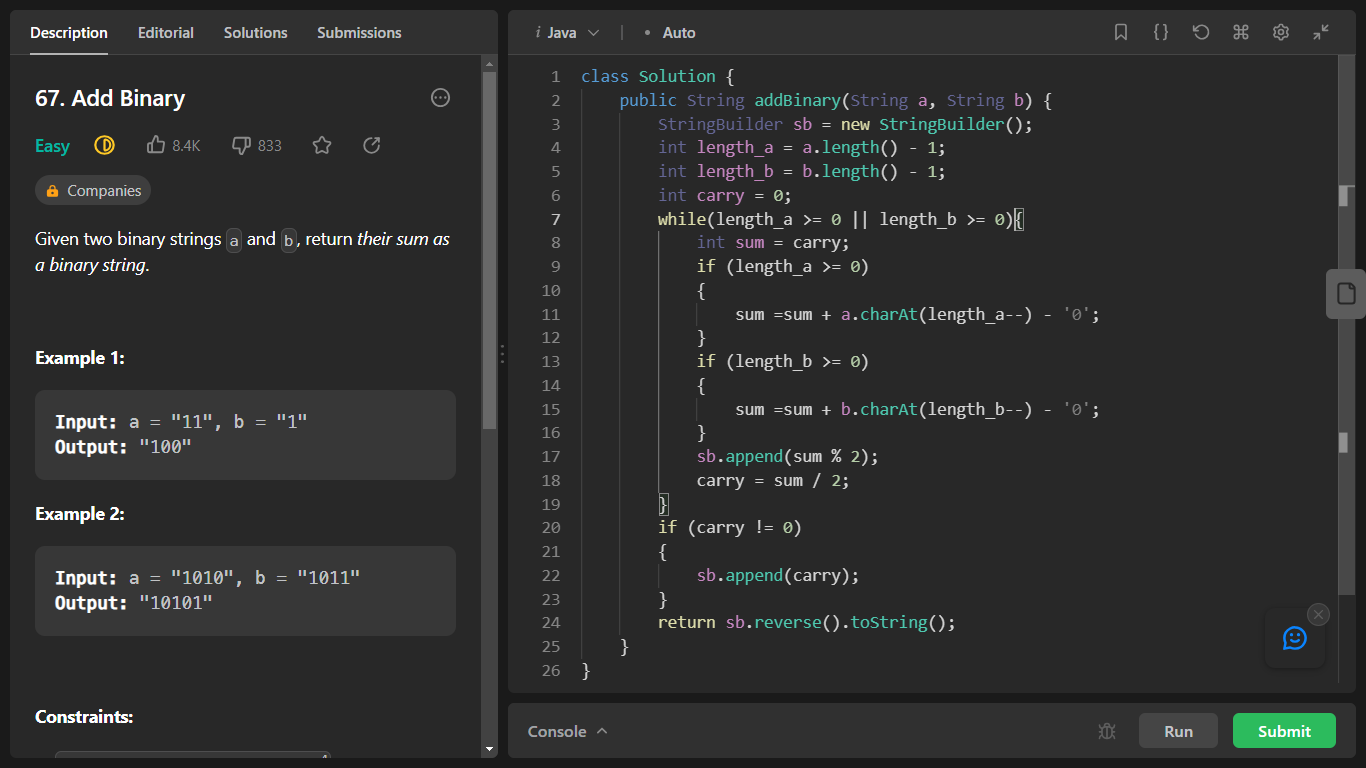 Description Editorial Solutions Submissions
67. Add Binary
Easy 8.4K 833
Companies
Given two binary strings a and b, return their sum as
a binary string.
Example 1:
Input: a = "11", b = "1"
Output: "100"
Example 2:
Input: a = "1010", b = "1011"
Output: "10101"
Constraints:
i Java | • Auto
1 class Solution {
2 public String addBinary(String a, String b) {
3 StringBuilder sb = new StringBuilder();
4 int length_a = a.length() - 1;
5 int length_b = b.length() - 1;
6 int carry = 0;
7 while(length_a >= 0 || length_b >= 0){
8 int sum = carry;
9 if (length_a >= 0)
10 {
11 sum =sum + a.charAt(length_a--) - '0';
12 }
13 if (length_b >= 0)
14 {
15 sum =sum + b.charAt(length_b--) - '0';
16 }
17 sb.append(sum % 2);
18 carry = sum / 2;
19 }
20 if (carry != 0)
21 {
22 sb.append(carry);
23 }
24 return sb.reverse().toString();
25 }
26 }
Console Run Submit